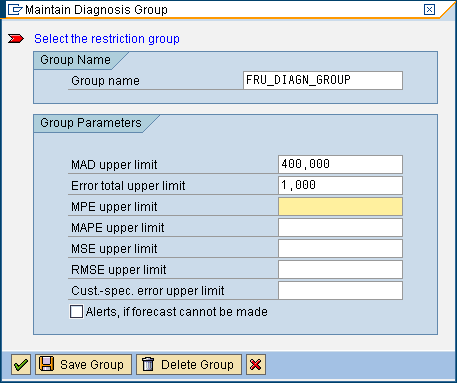 Maintain Diagnosis Group
Select the restriction group
Group Name
Group name FRU_DIAGN_GROUP
Group Parameters
MAD upper limit 400,000
Error total upper limit 1,000
MPE upper limit
MAPE upper limit
MSE upper limit
RMSE upper limit
Cust.-spec. error upper limit
Alerts, if forecast cannot be made
Save Group Delete Group